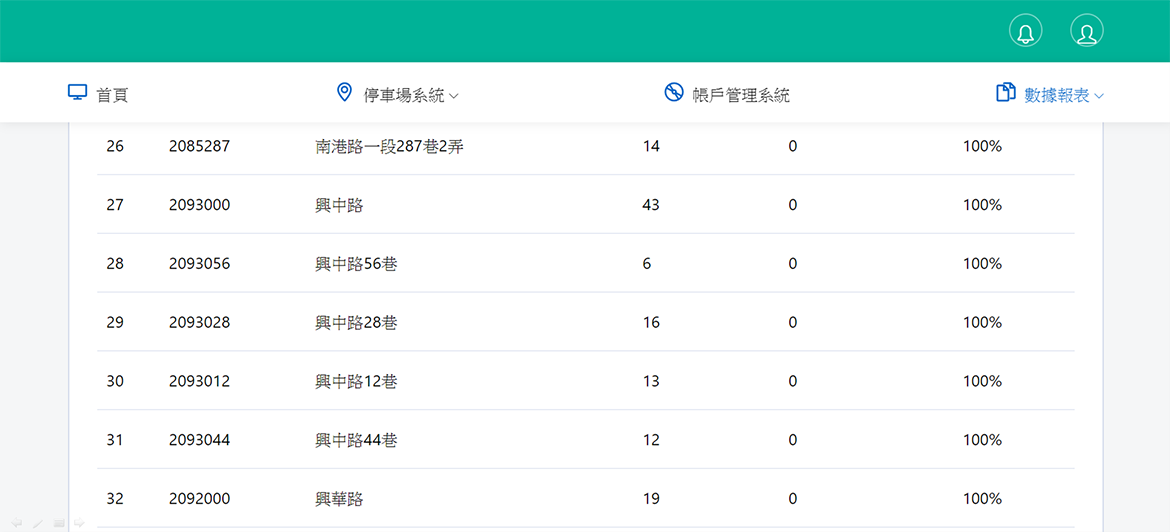 首頁 停車場系統 帳戶管理系統 數據報表
26 2085287 南港路一段287巷2弄 14 0 100%
27 2093000 興中路 43 0 100%
28 2093056 興中路56巷 6 0 100%
29 2093028 興中路28巷 16 0 100%
30 2093012 興中路12巷 13 0 100%
31 2093044 興中路44巷 12 0 100%
32 2092000 興華路 19 0 100%